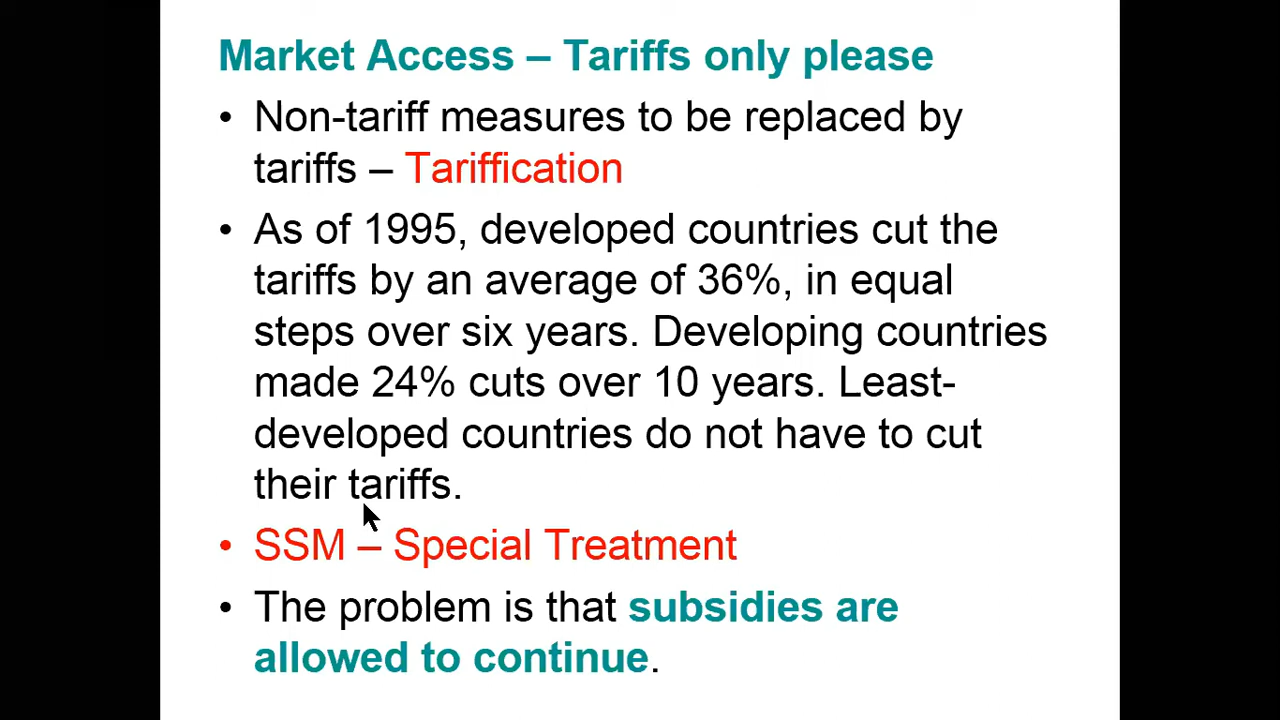 Market Access – Tariffs only please
• Non-tariff measures to be replaced by
tariffs – Tariffication
• As of 1995, developed countries cut the
tariffs by an average of 36%, in equal
steps over six years. Developing countries
made 24% cuts over 10 years. Least-
developed countries do not have to cut
their tariffs.
• SSM – Special Treatment
• The problem is that subsidies are
allowed to continue.